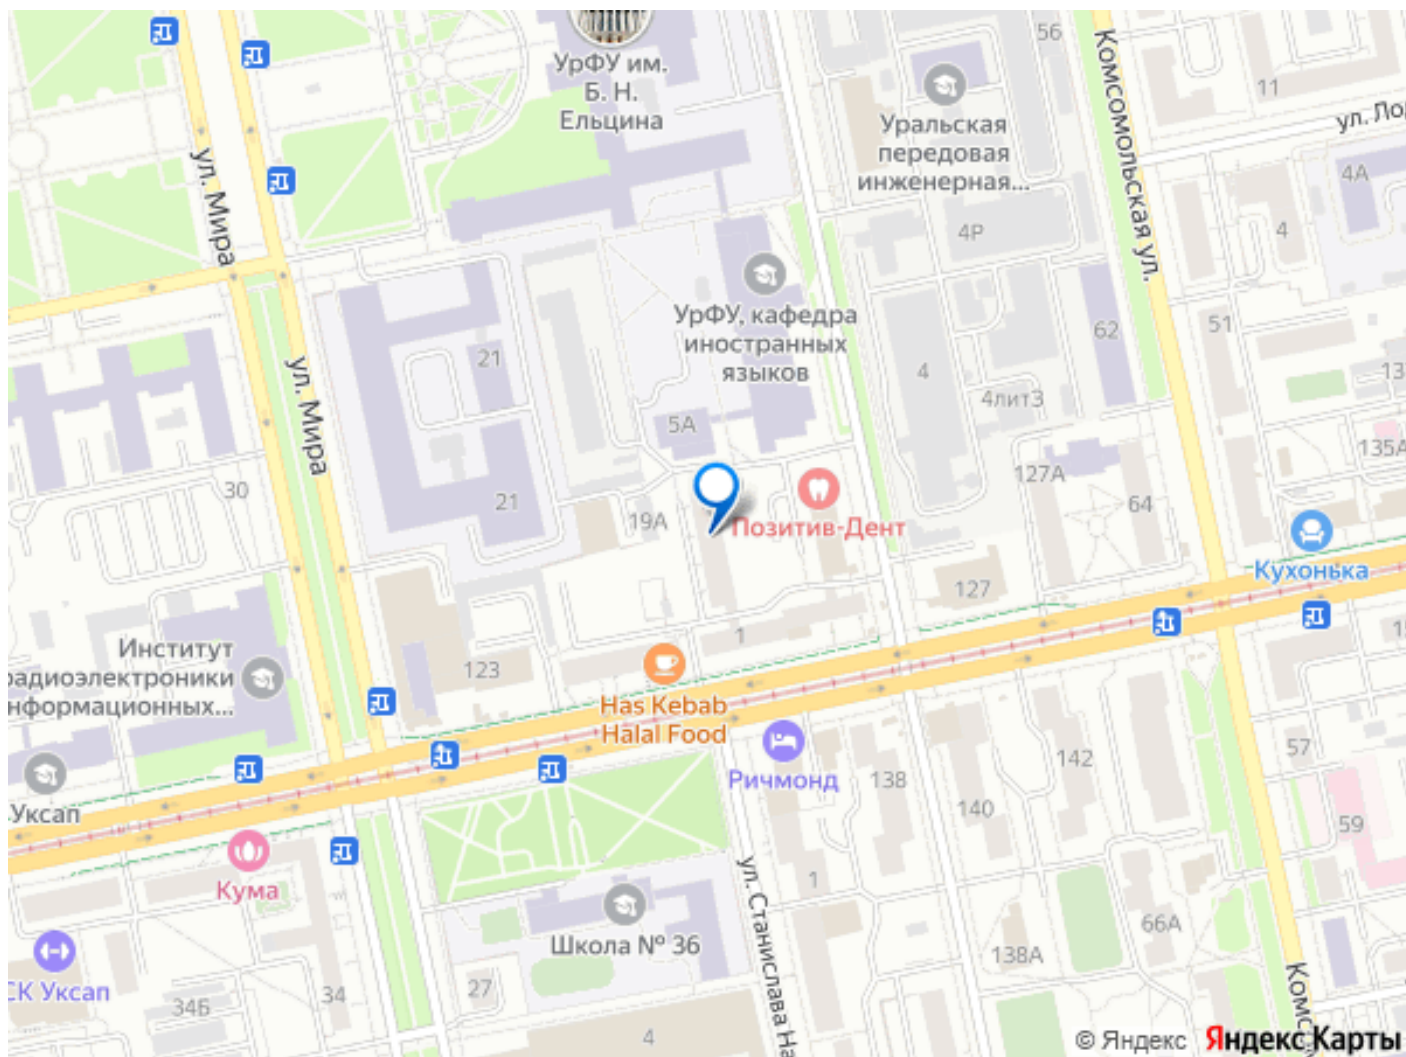 УрФУ им.
Б. Н.
Ельцина
56
Комсомольская ул.
11
ул. Ло
Уральская
передовая
инженерная...
4А
ул. Мира
4Р
4
УрФУ, кафедра
иностранных
языков
51
62
21
4
13
ул. Мира
4лит3
5А
135А
127А
30
64
21
19А
Позитив-Дент
Кухонька
127
1
Институт
радиоэлектроники
нформационных...
123
Has Kebab
Halal Food
57
142
Ричмонд
138
Уксап
140
59
Кума
1
ул. Станислава На
66А
Школа № 36
138А
СК Уксап
27
34
34Б
Комс
4
© Яндекс Яндекс Карты